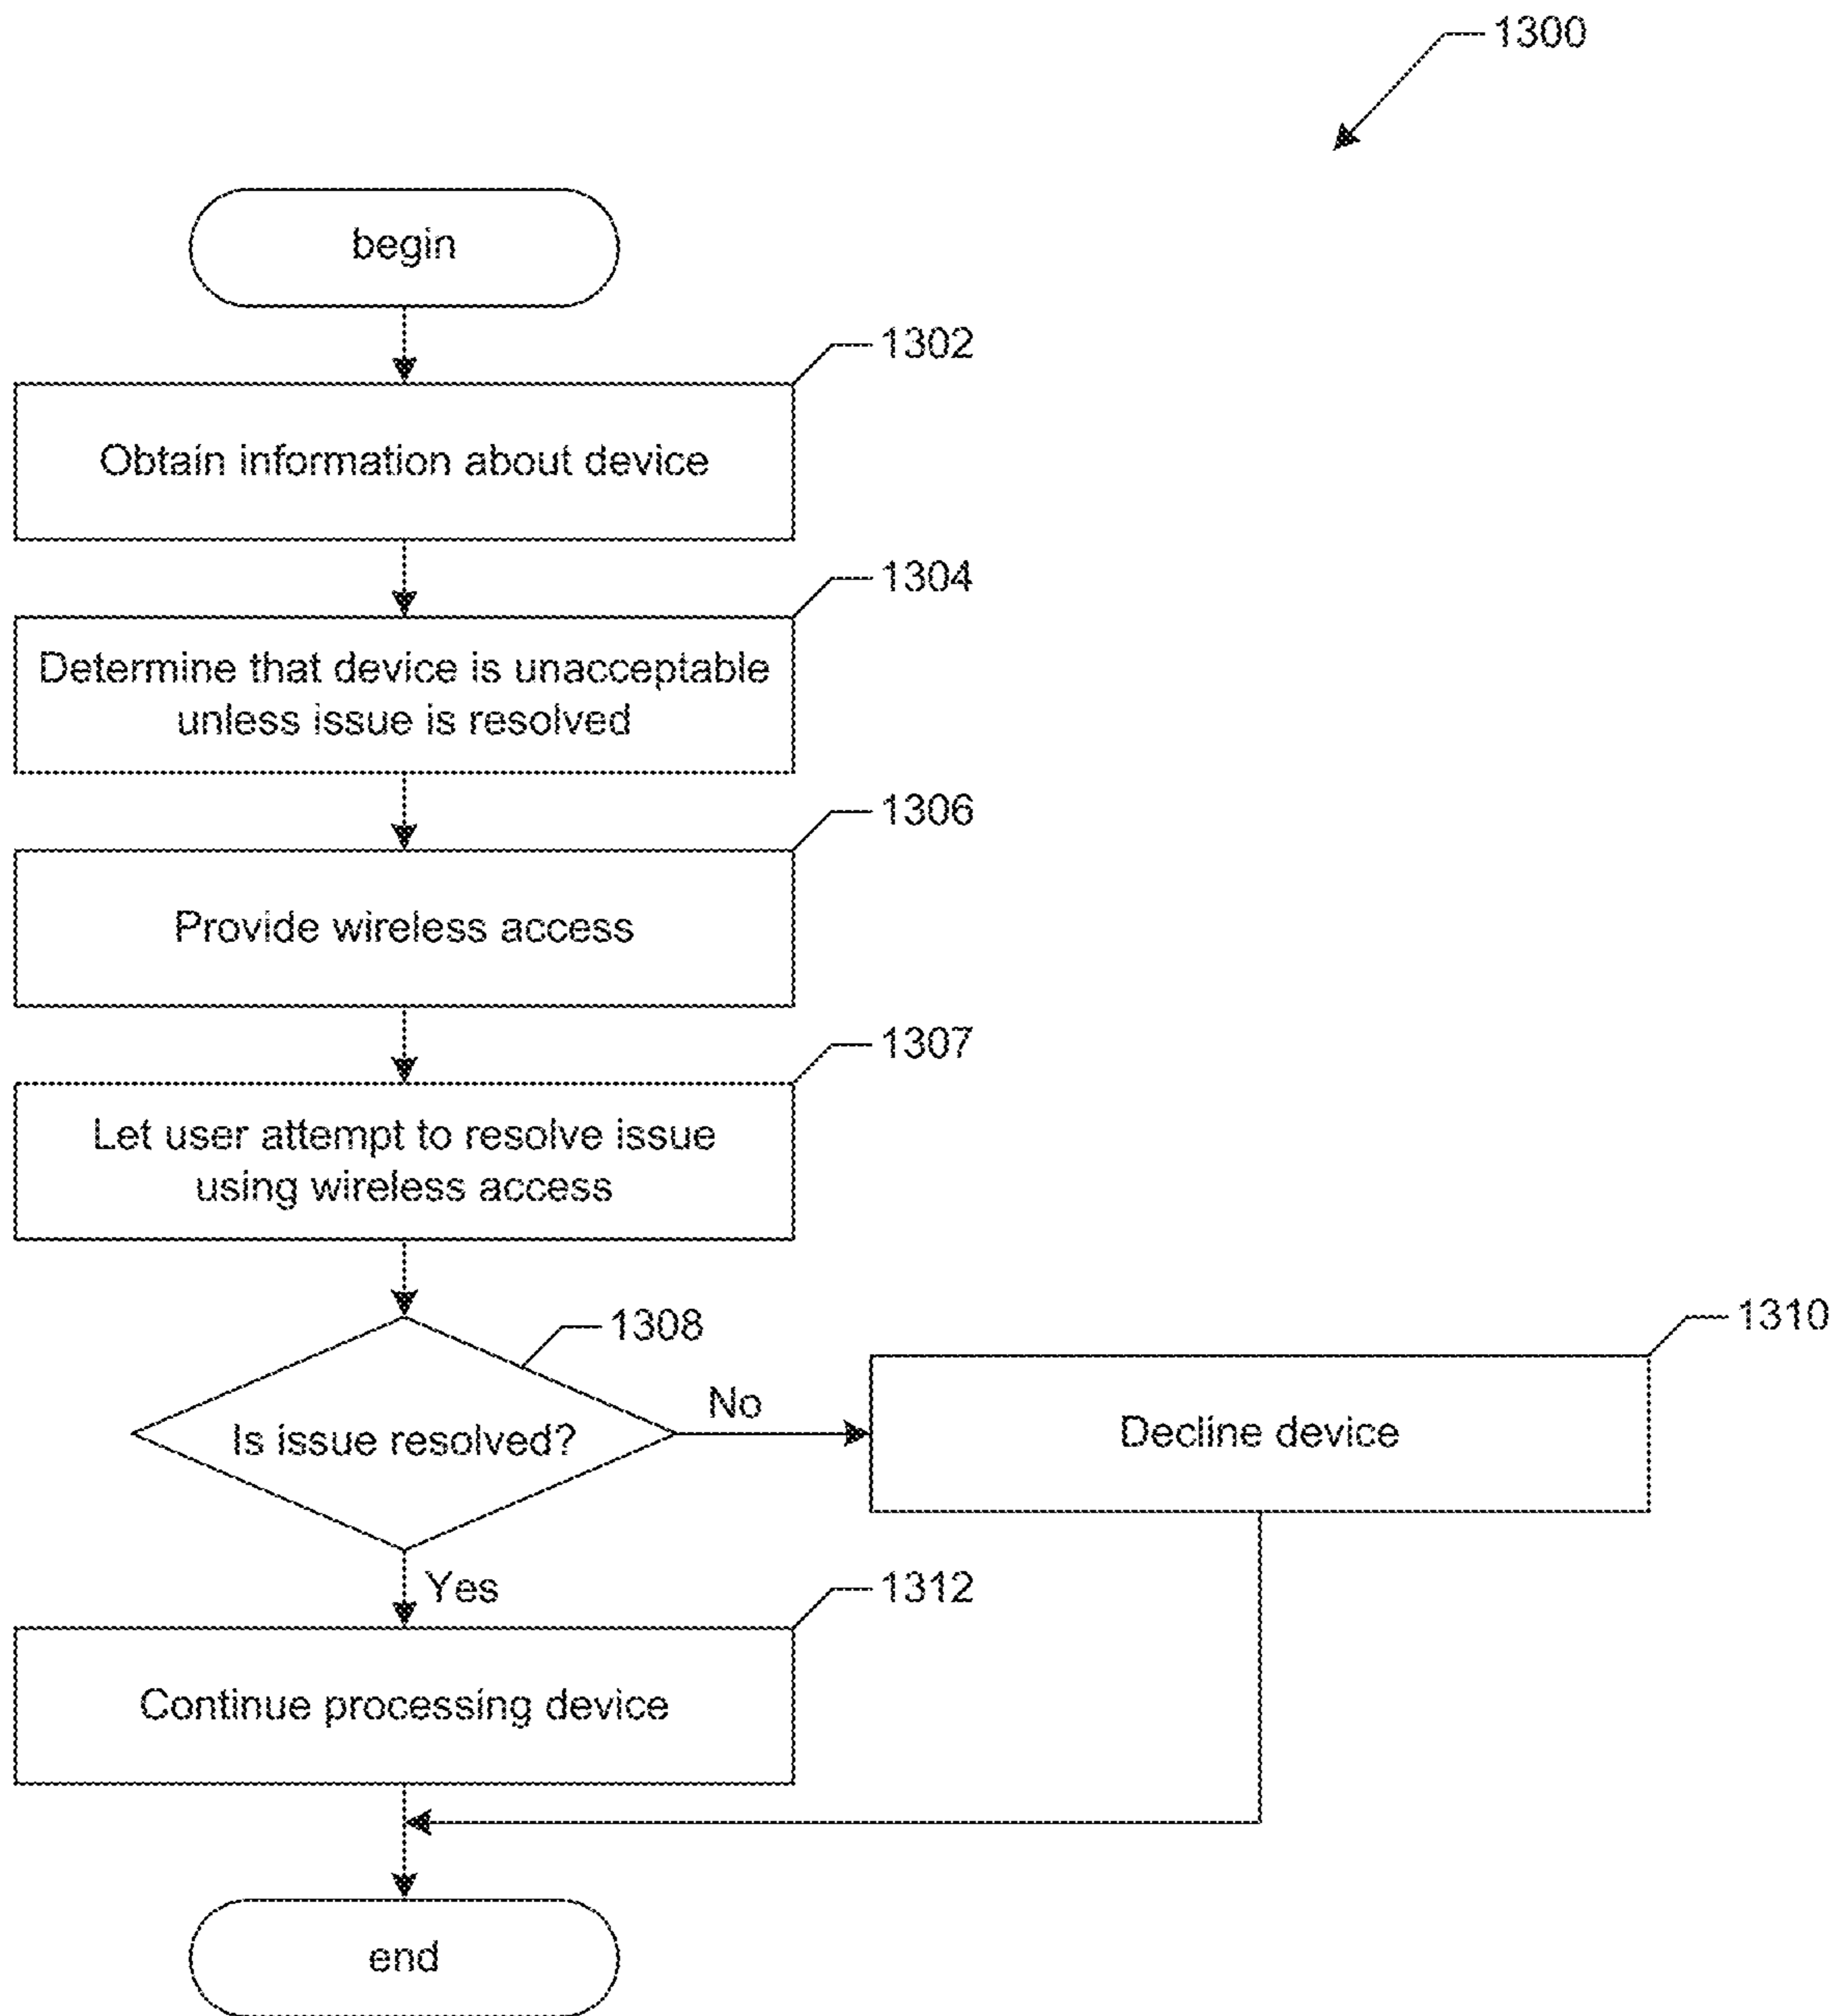 1300
begin
1302
Obtain information about device
1304
Determine that device is unacceptable
unless issue is resolved
1306
Provide wireless access
1307
Let user attempt to resolve issue
using wireless access
1308
Is issue resolved?
No
1310
Decline device
Yes
1312
Continue processing device
end